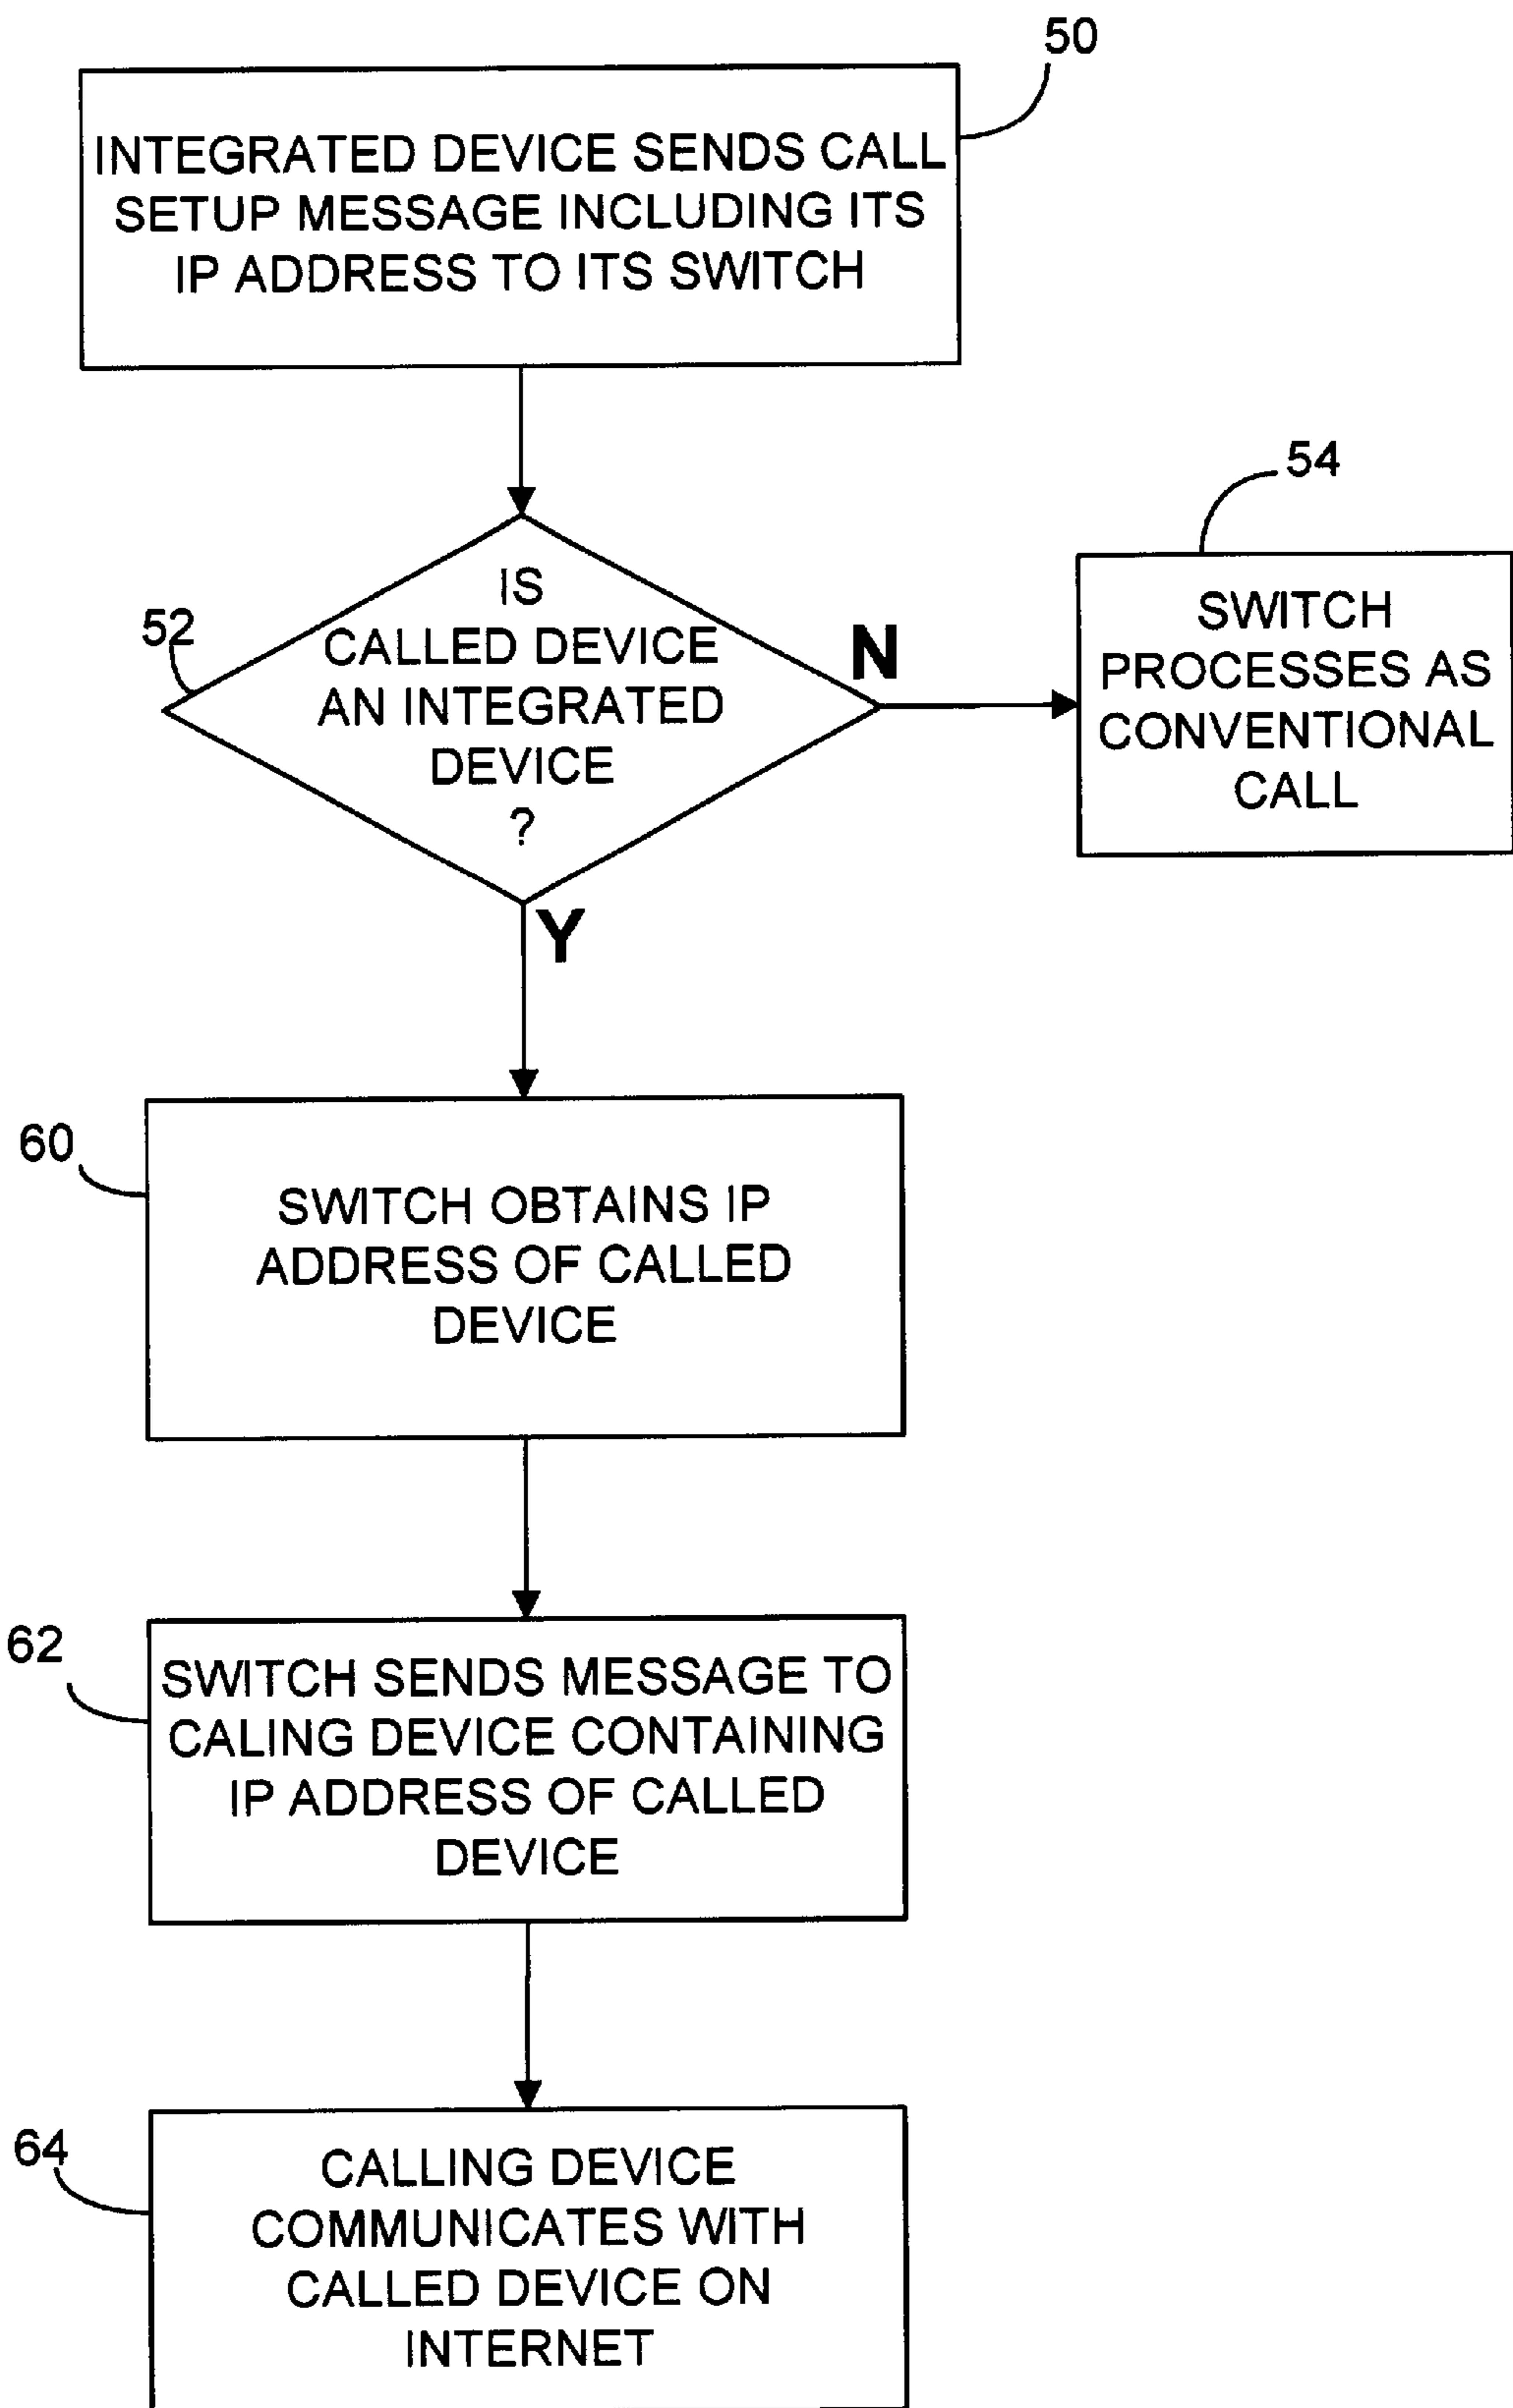 50
INTEGRATED DEVICE SENDS CALL
SETUP MESSAGE INCLUDING ITS
IP ADDRESS TO ITS SWITCH
54
52
IS
CALLED DEVICE
AN INTEGRATED
DEVICE
?
N
SWITCH
PROCESSES AS
CONVENTIONAL
CALL
Y
60
SWITCH OBTAINS IP
ADDRESS OF CALLED
DEVICE
62
SWITCH SENDS MESSAGE TO
CALING DEVICE CONTAINING
IP ADDRESS OF CALLED
DEVICE
64
CALLING DEVICE
COMMUNICATES WITH
CALLED DEVICE ON
INTERNET